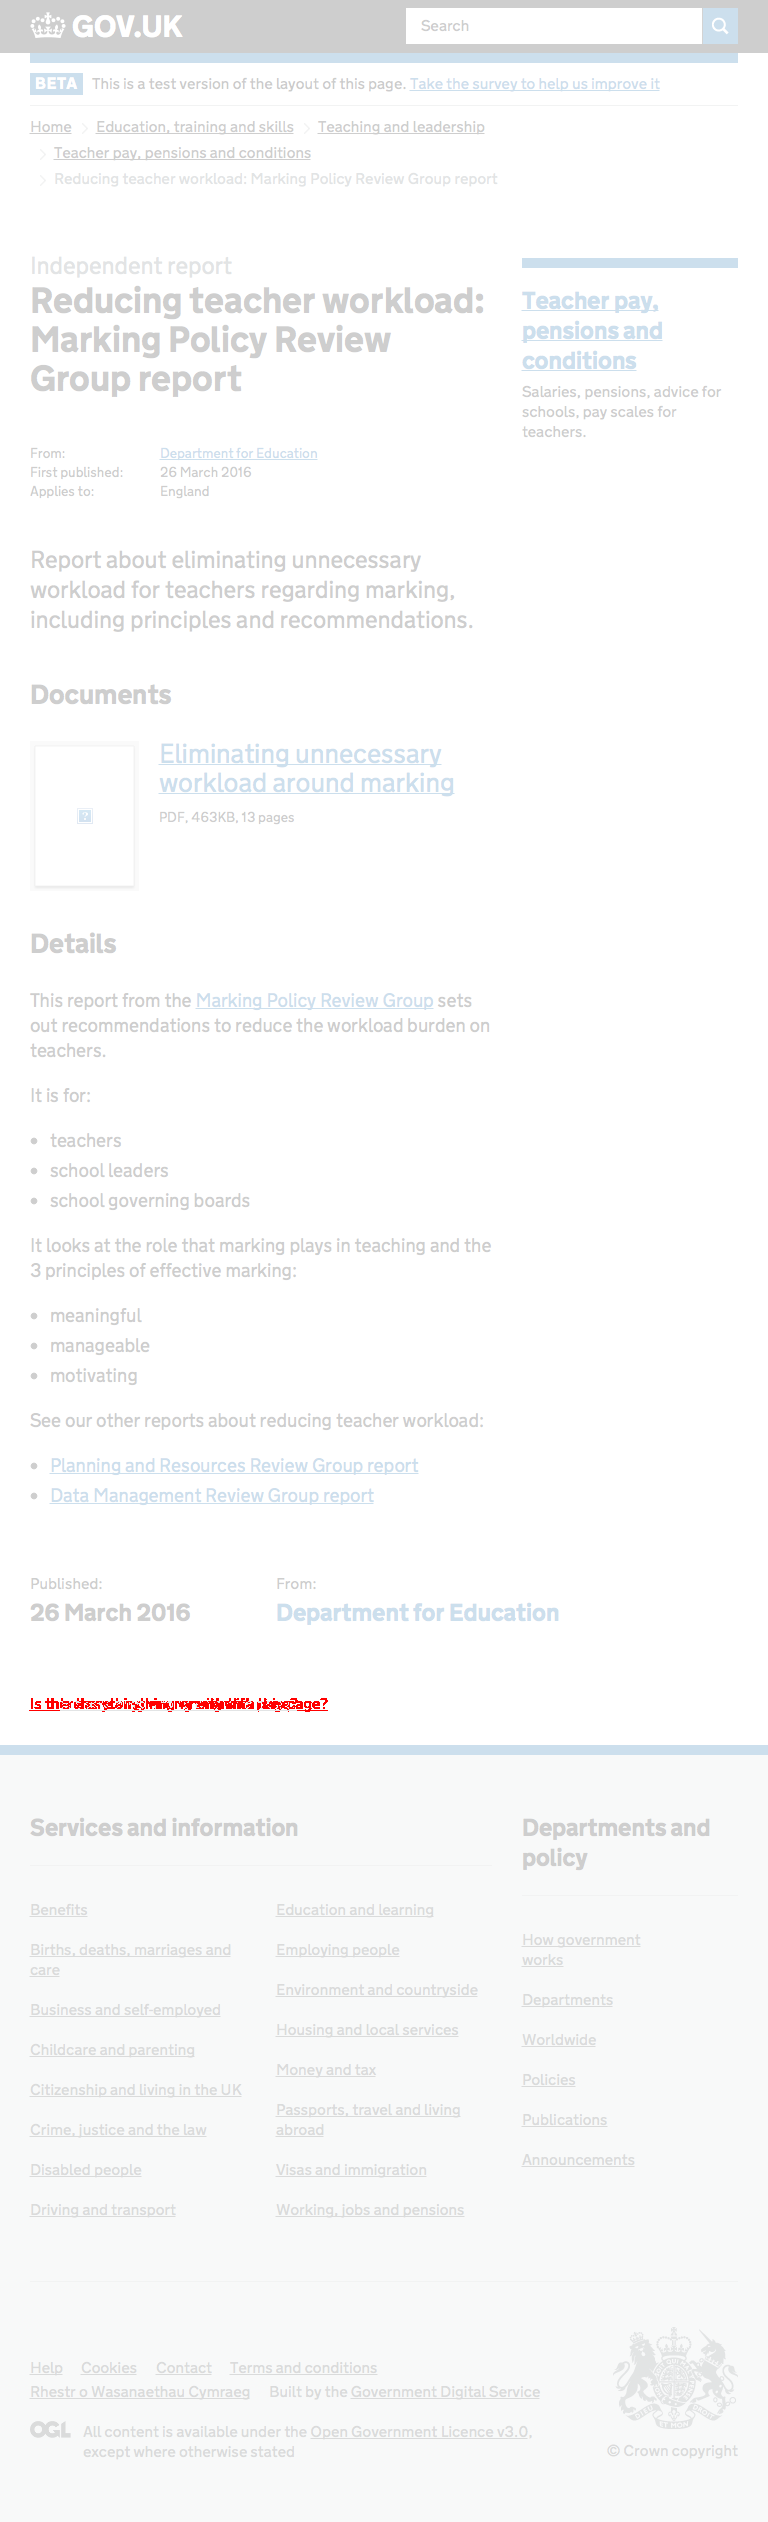 GOV.UK
Search
BETA This is a test version of the layout of this page. Take the survey to help us improve it
Home Education, training and skills Teaching and leadership
Teacher pay, pensions and conditions
Reducing teacher workload: Marking Policy Review Group report
Independent report
Reducing teacher workload:
Marking Policy Review
Group report
From: Department for Education
First published: 26 March 2016
Applies to: England
Teacher pay,
pensions and
conditions
Salaries, pensions, advice for
schools, pay scales for
teachers.
Report about eliminating unnecessary
workload for teachers regarding marking,
including principles and recommendations.
Documents
Eliminating unnecessary
workload around marking
PDF, 463KB, 13 pages
Details
This report from the Marking Policy Review Group sets
out recommendations to reduce the workload burden on
teachers.
It is for:
• teachers
• school leaders
• school governing boards
It looks at the role that marking plays in teaching and the
3 principles of effective marking:
• meaningful
• manageable
• motivating
See our other reports about reducing teacher workload:
• Planning and Resources Review Group report
• Data Management Review Group report
Published: From:
26 March 2016 Department for Education
Services and information
Benefits
Births, deaths, marriages and
care
Business and self-employed
Childcare and parenting
Citizenship and living in the UK
Crime, justice and the law
Disabled people
Driving and transport
Education and learning
Employing people
Environment and countryside
Housing and local services
Money and tax
Passports, travel and living
abroad
Visas and immigration
Working, jobs and pensions
Departments and
policy
How government
works
Departments
Worldwide
Policies
Publications
Announcements
Help Cookies Contact Terms and conditions
Rhestr o Wasanaethau Cymraeg Built by the Government Digital Service
OGL All content is available under the Open Government Licence v3.0,
except where otherwise stated
© Crown copyright